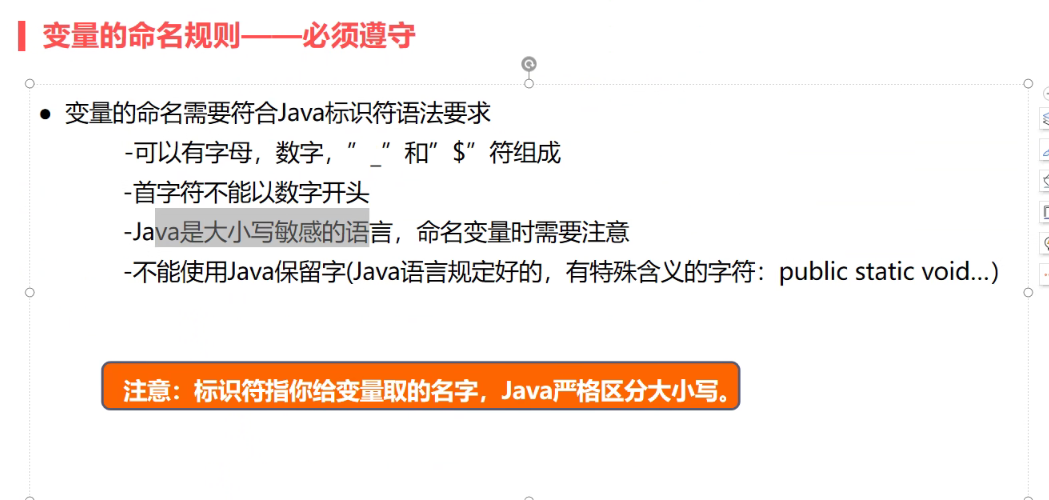 变量的命名规则——必须遵守
● 变量的命名需要符合Java标识符语法要求
-可以有字母，数字，”_“和”$”符组成
-首字符不能以数字开头
-Java是大小写敏感的语言，命名变量时需要注意
-不能使用Java保留字(Java语言规定好的，有特殊含义的字符：public static void...）
注意：标识符指你给变量取的名字，Java严格区分大小写。